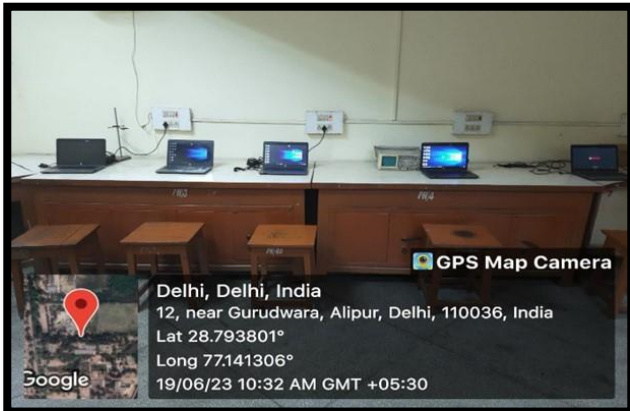 GPS Map Camera
Delhi, Delhi, India
12, near Gurudwara, Alipur, Delhi, 110036, India
Lat 28.793801°
Long 77.141306°
19/06/23 10:32 AM GMT +05:30
Google